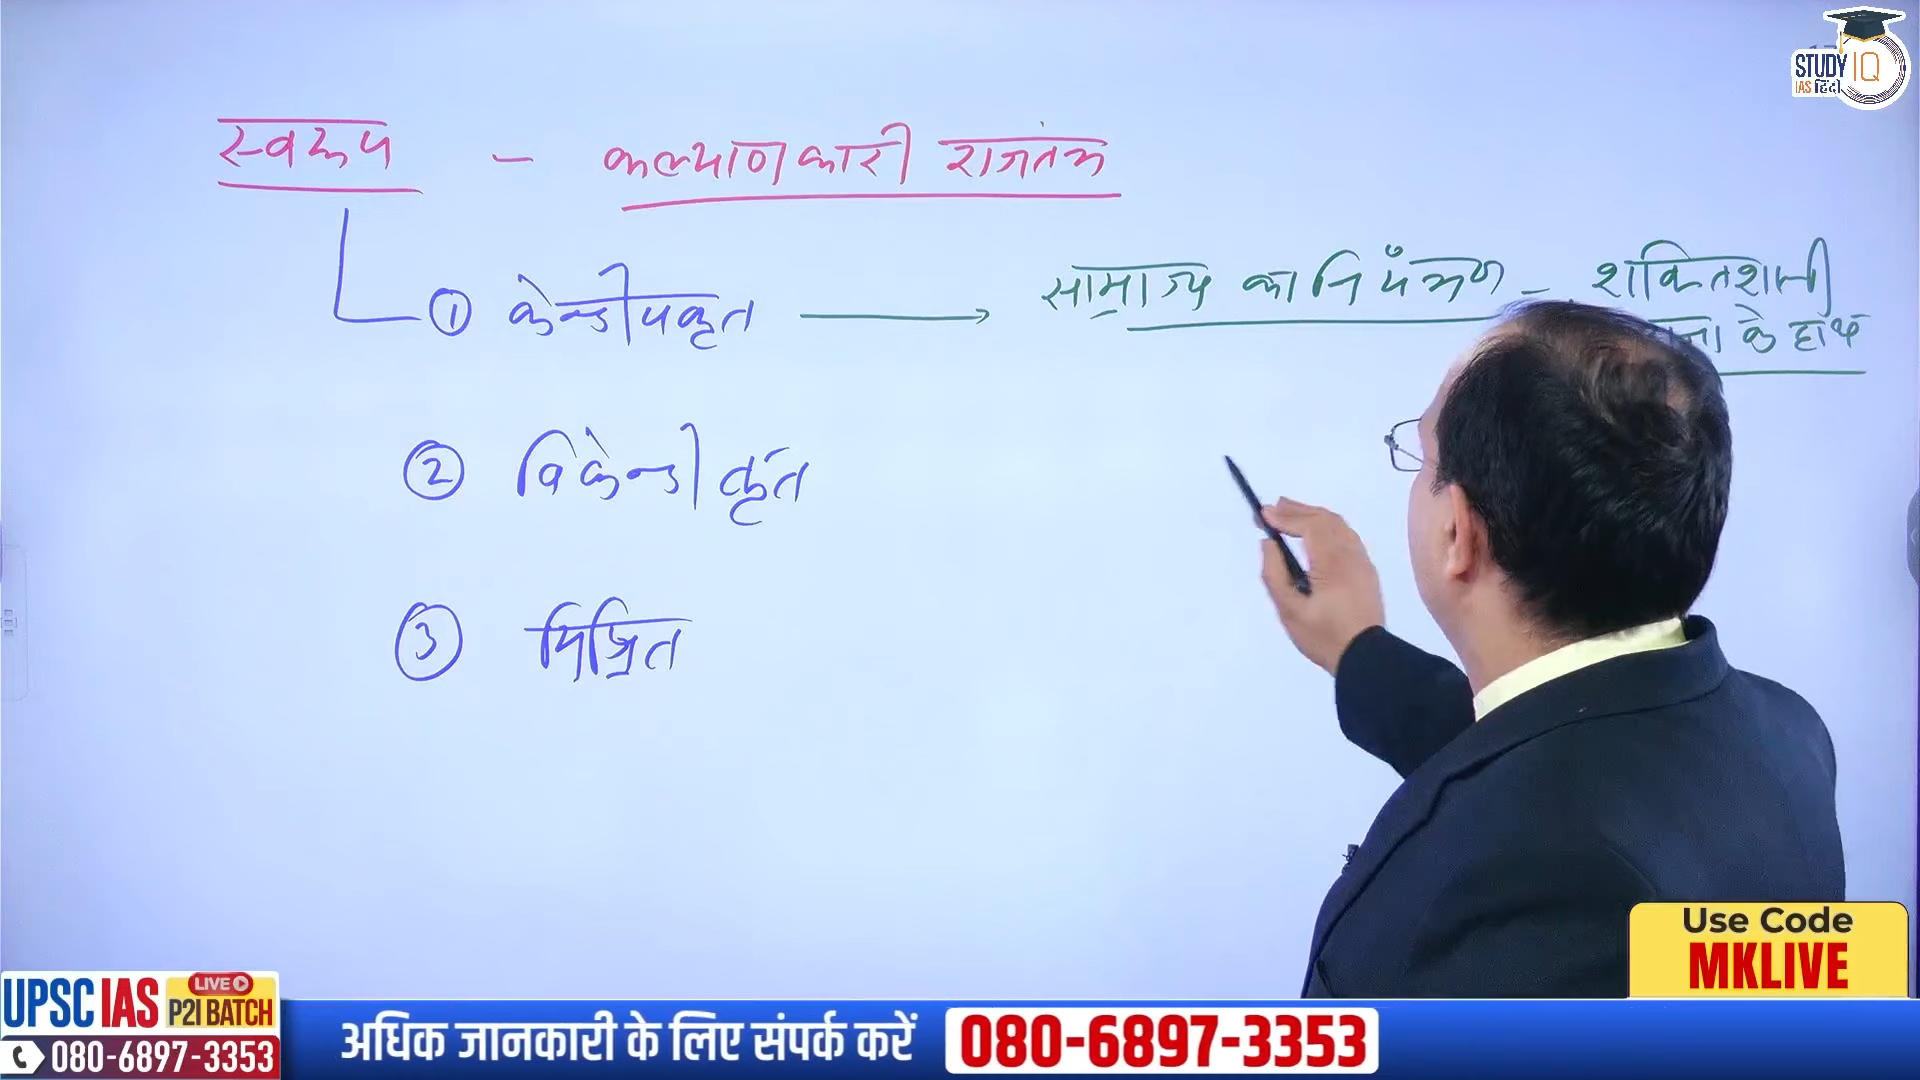 STUDY IQ
IAS हिंदी
स्वरूप - कल्याणकारी राजतंत्र
① केन्द्रीयकृत → साम्राज्य का नियंत्रण - शक्तिशाली
के हाथ
② विकेन्द्रीकृत
③ मिश्रित
Use Code
MKLIVE
UPSC IAS LIVE P2I BATCH
080-6897-3353
अधिक जानकारी के लिए संपर्क करें 080-6897-3353